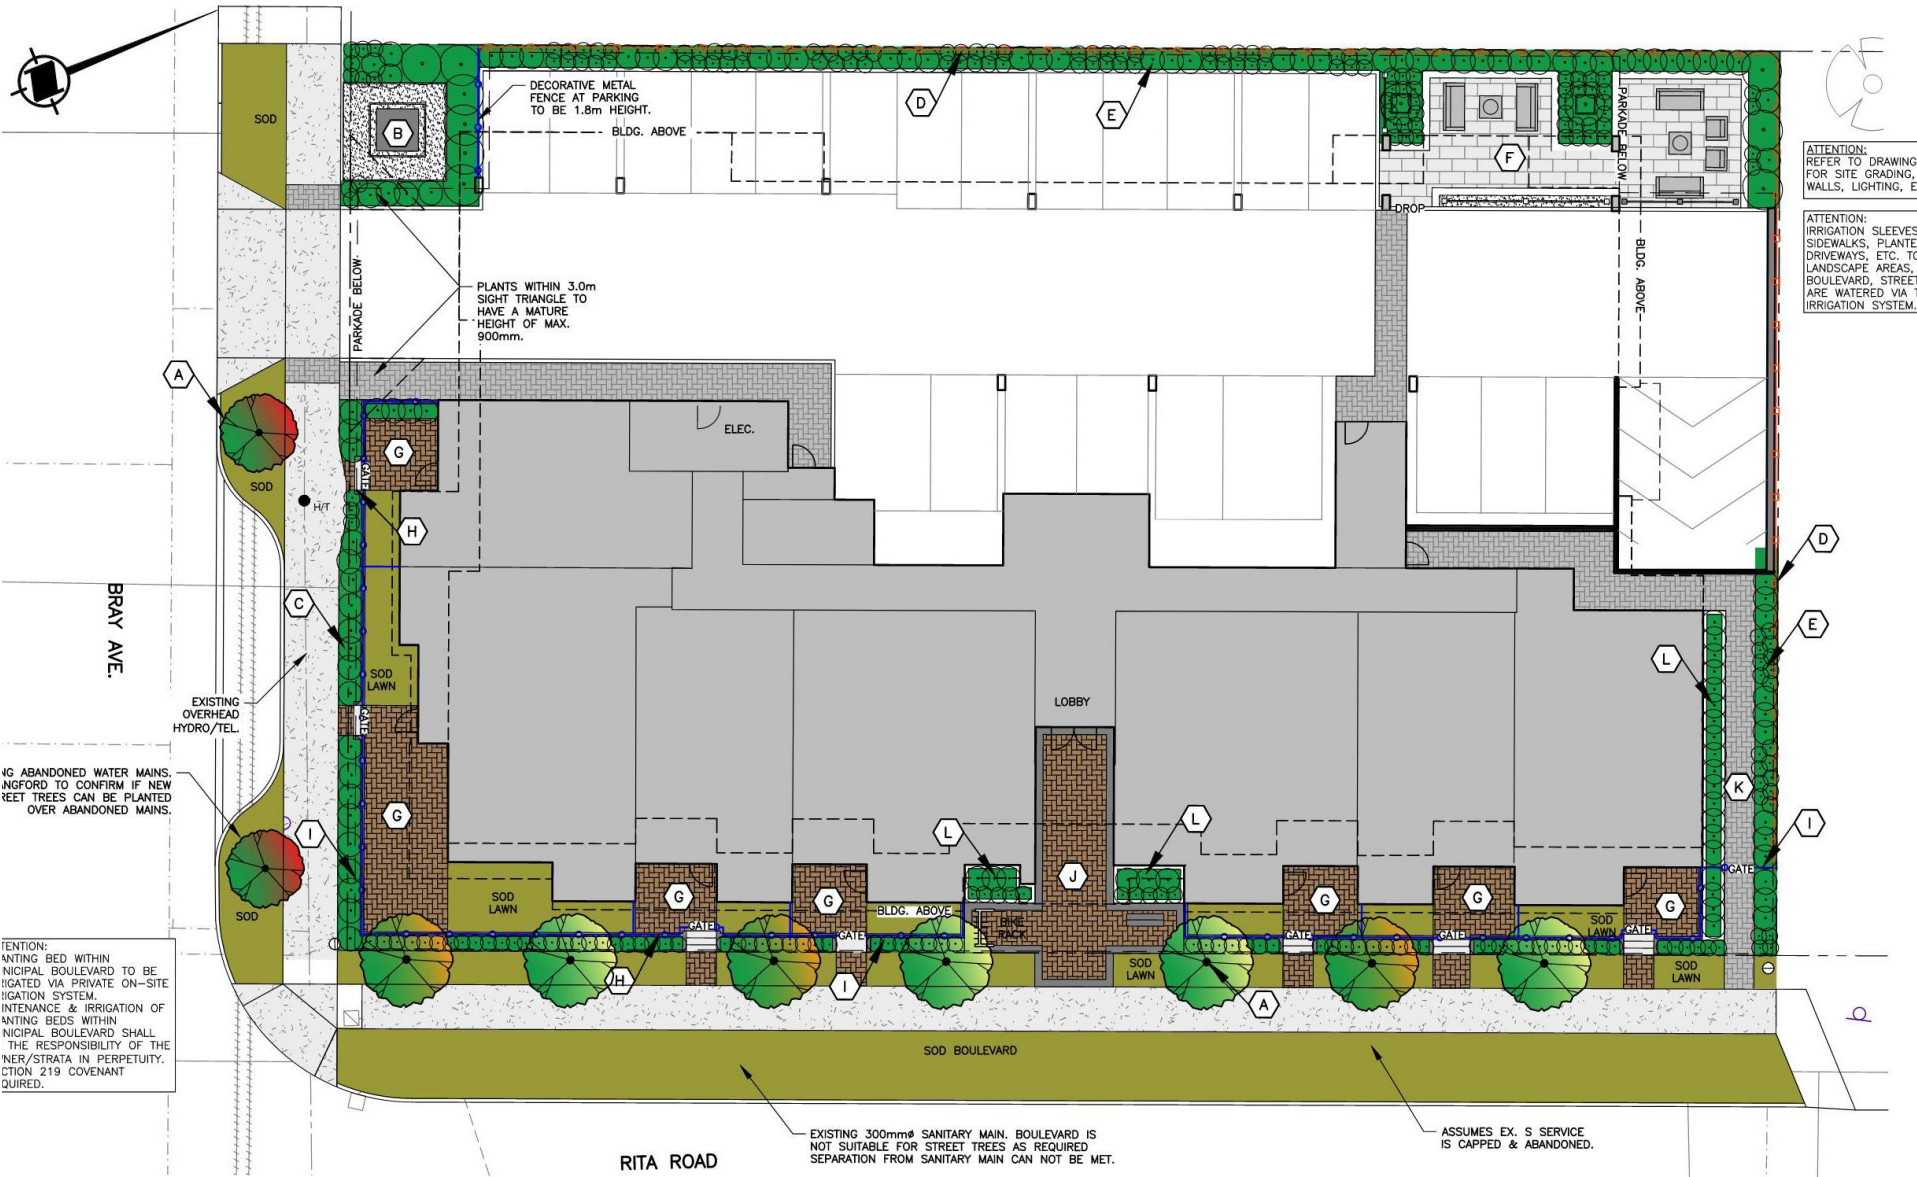 SOD
B
DECORATIVE METAL
FENCE AT PARKING
TO BE 1.8m HEIGHT.
BLDG. ABOVE
D
E
F
PARKADE BELOW
DROP
ATTENTION:
REFER TO DRAWING
FOR SITE GRADING,
WALLS, LIGHTING, E
ATTENTION:
IRRIGATION SLEEVES
SIDEWALKS, PLANTE
DRIVEWAYS, ETC. TO
LANDSCAPE AREAS,
BOULEVARD, STREET
ARE WATERED VIA T
IRRIGATION SYSTEM.
PARKADE BELOW
PLANTS WITHIN 3.0m
SIGHT TRIANGLE TO
HAVE A MATURE
HEIGHT OF MAX.
900mm.
BLDG. ABOVE
A
SOD
H/T
G
GATE
H
ELEC.
D
C
E
BRAY AVE.
SOD
LAWN
L
EXISTING
OVERHEAD
HYDRO/TEL.
GATE
LOBBY
NG ABANDONED WATER MAINS.
ANGFORD TO CONFIRM IF NEW
REET TREES CAN BE PLANTED
OVER ABANDONED MAINS.
K
G
I
L
L
I
GATE
J
SOD
SOD
LAWN
G
G
G
G
G
BLDG. ABOVE
BIKE
RACK
SOD
LAWN
GATE
GATE
GATE
GATE
GATE
TENTION:
ANTING BED WITHIN
NICIPAL BOULEVARD TO BE
RIGATED VIA PRIVATE ON-SITE
IGATION SYSTEM.
INTENANCE & IRRIGATION OF
ANTING BEDS WITHIN
NICIPAL BOULEVARD SHALL
THE RESPONSIBILITY OF THE
NER/STRATA IN PERPETUITY.
CTION 219 COVENANT
QUIRED.
H
I
SOD
LAWN
A
SOD
LAWN
SOD BOULEVARD
EXISTING 300mmø SANITARY MAIN. BOULEVARD IS
NOT SUITABLE FOR STREET TREES AS REQUIRED
SEPARATION FROM SANITARY MAIN CAN NOT BE MET.
ASSUMES EX. S SERVICE
IS CAPPED & ABANDONED.
RITA ROAD